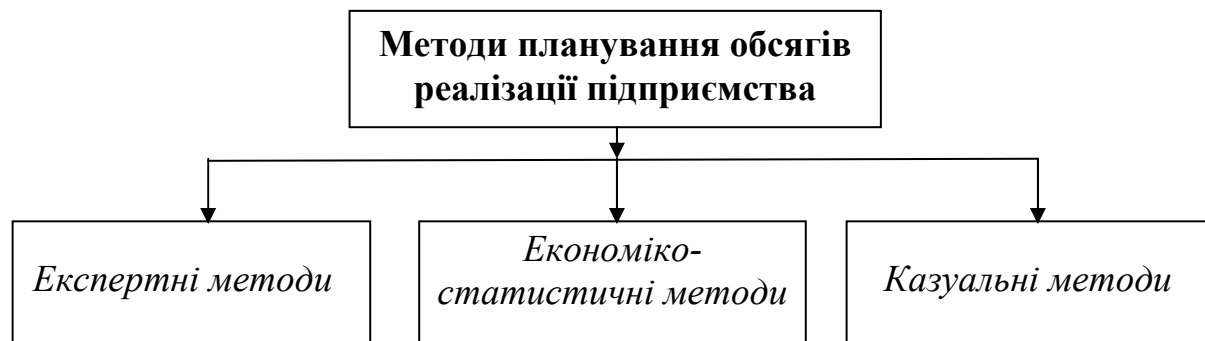 Методи планування обсягів
реалізації підприємства
Експертні методи
Економіко-
статистичні методи
Казуальні методи